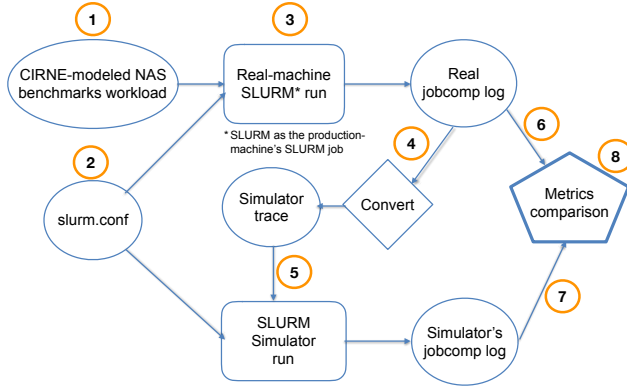 1
3
CIRNE-modeled NAS
benchmarks workload
Real-machine
SLURM* run
Real
jobcomp log
* SLURM as the production-
machine's SLURM job
6
4
8
2
slurm.conf
Simulator
trace
Convert
Metrics
comparison
5
7
SLURM
Simulator
run
Simulator's
jobcomp log